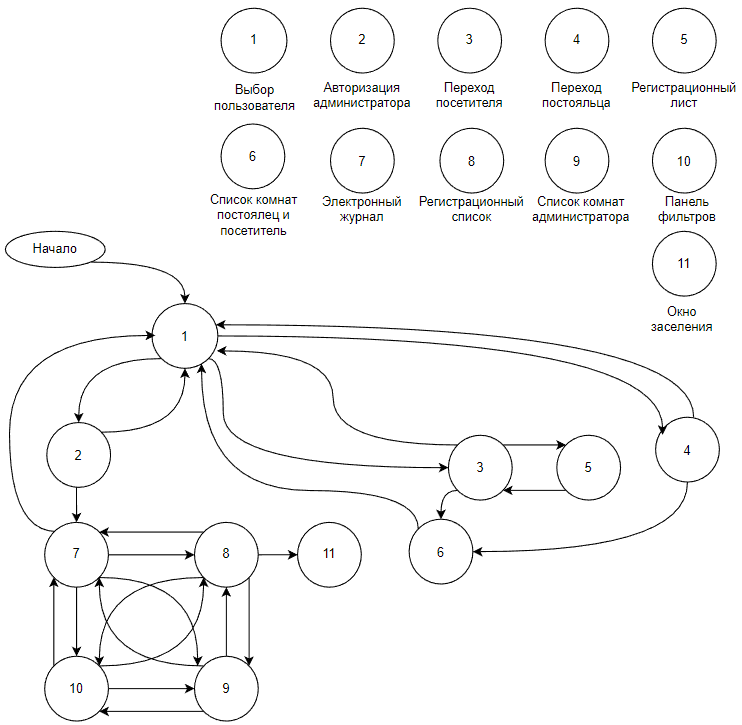 1
2
3
4
5
Выбор
пользователя
Авторизация
администратора
Переход
посетителя
Переход
постояльца
Регистрационный
лист
6
7
8
9
10
Список комнат
постоялец и
посетитель
Электронный
журнал
Регистрационный
список
Список комнат
администратора
Панель
фильтров
11
Окно
заселения
Начало
1
2
3
5
4
7
8
11
6
10
9